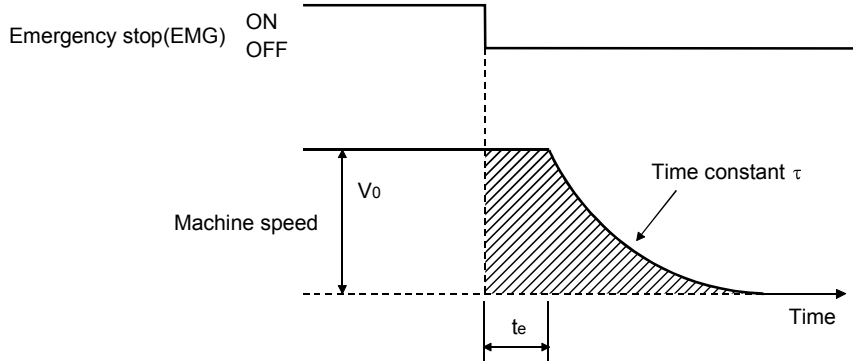 Emergency stop(EMG)
ON
OFF
V0
Machine speed
Time constant τ
Time
te